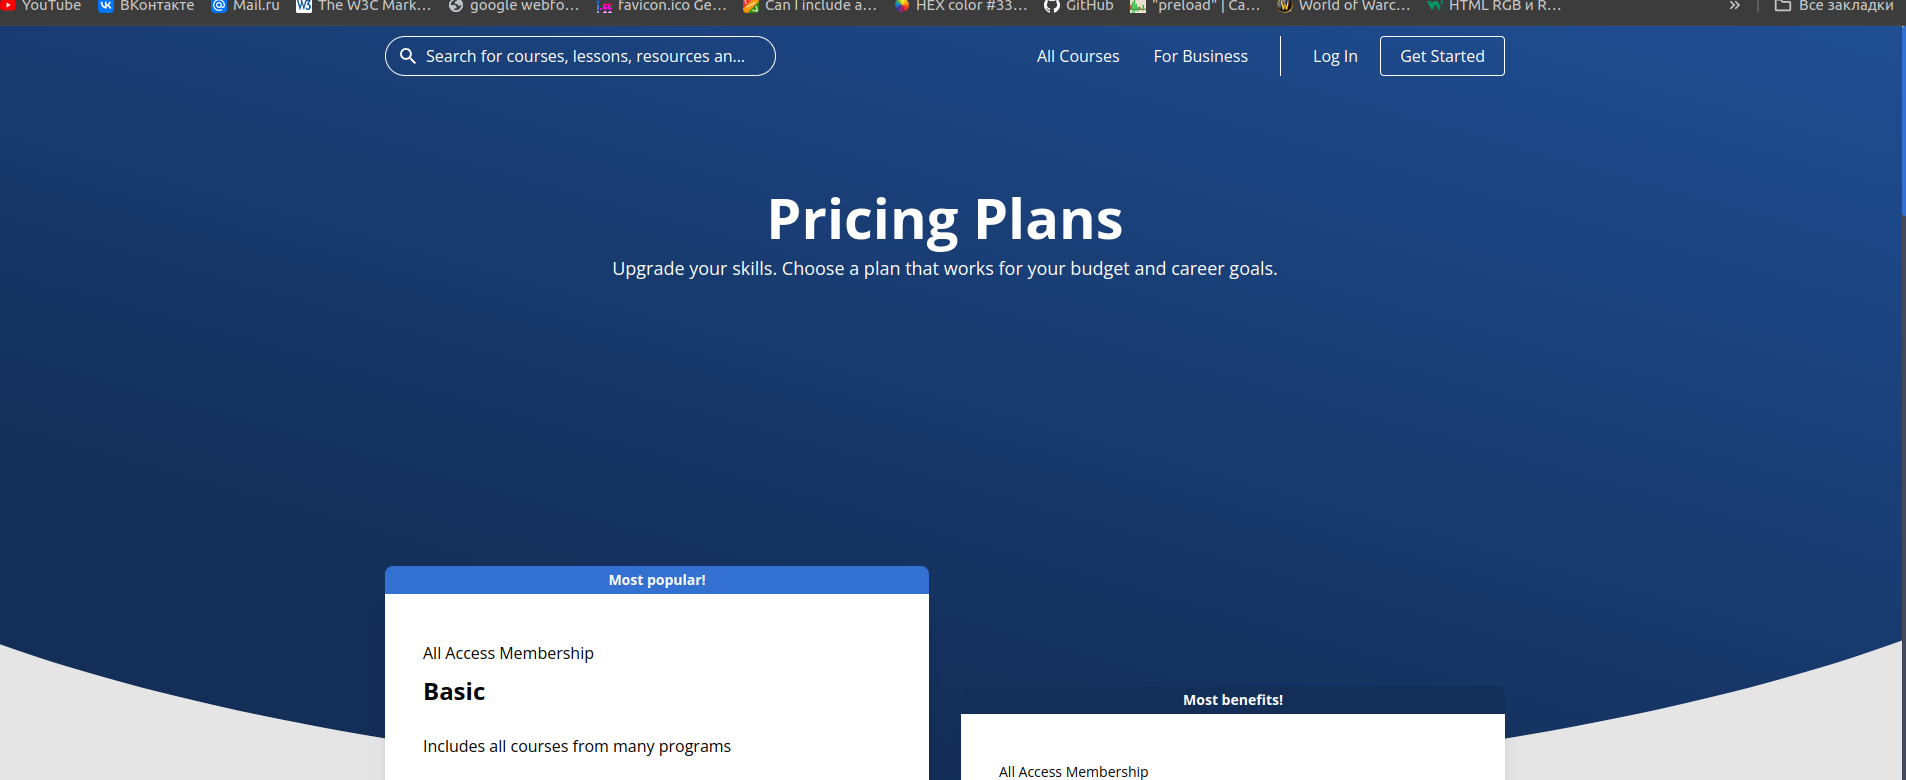 YouTube ВКонтакте Mail.ru The W3C Mark... google webfo... favicon.ico Ge... Can I include a... HEX color #33... GitHub "preload" | Ca... World of Warc... HTML RGB и R... » Все закладки
Search for courses, lessons, resources an... All Courses For Business Log In Get Started
Pricing Plans
Upgrade your skills. Choose a plan that works for your budget and career goals.
Most popular!
All Access Membership
Basic
Includes all courses from many programs
Most benefits!
All Access Membership